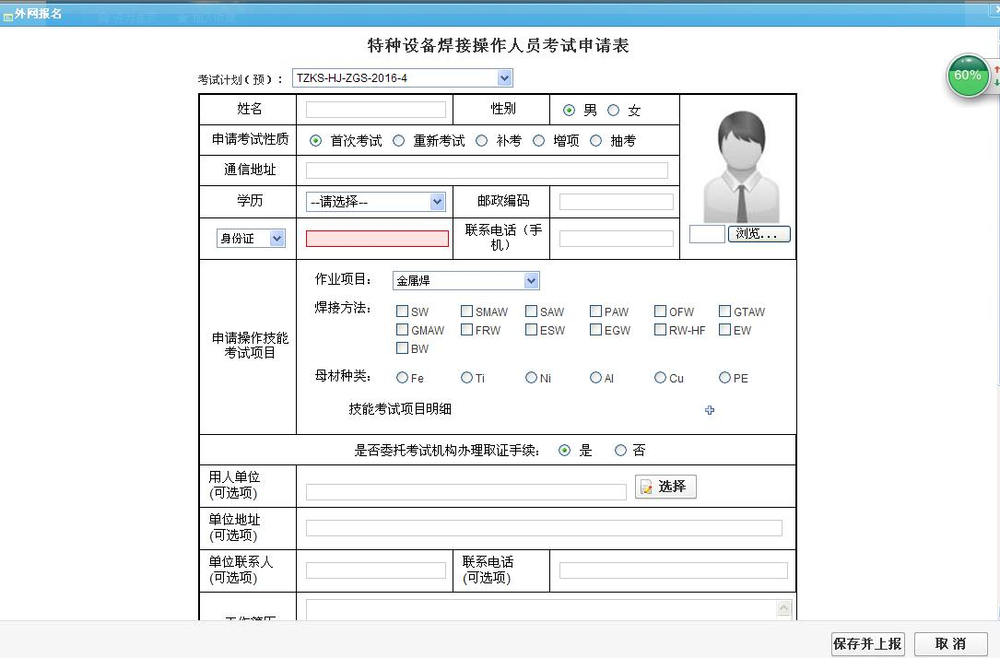 外网报名
特种设备焊接操作人员考试申请表
考试计划(预)： TZKS-HJ-ZGS-2016-4
60%
姓名 性别 男 女
申请考试性质 首次考试 重新考试 补考 增项 抽考
通信地址
学历 --请选择-- 邮政编码
身份证 联系电话（手机） 浏览...
作业项目： 金属焊
焊接方法： SW SMAW SAW PAW OFW GTAW
GMAW FRW ESW EGW RW-HF EW
BW
申请操作技能
考试项目
母材种类： Fe Ti Ni Al Cu PE
技能考试项目明细
是否委托考试机构办理取证手续： 是 否
用人单位
(可选项)
选择
单位地址
(可选项)
单位联系人
(可选项)
联系电话
(可选项)
保存并上报 取 消